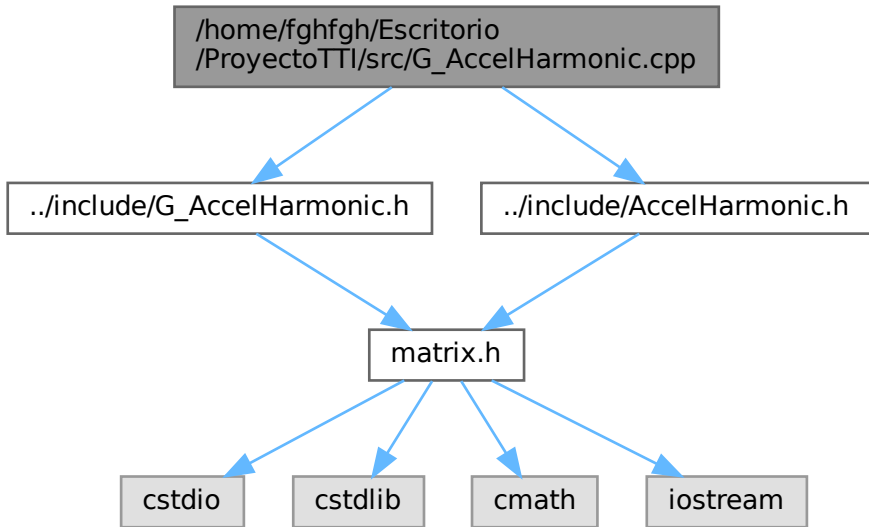 /home/fghfgh/Escritorio
/ProyectoTTI/src/G_AccelHarmonic.cpp
../include/G_AccelHarmonic.h
../include/AccelHarmonic.h
matrix.h
cstdio
cstdlib
cmath
iostream